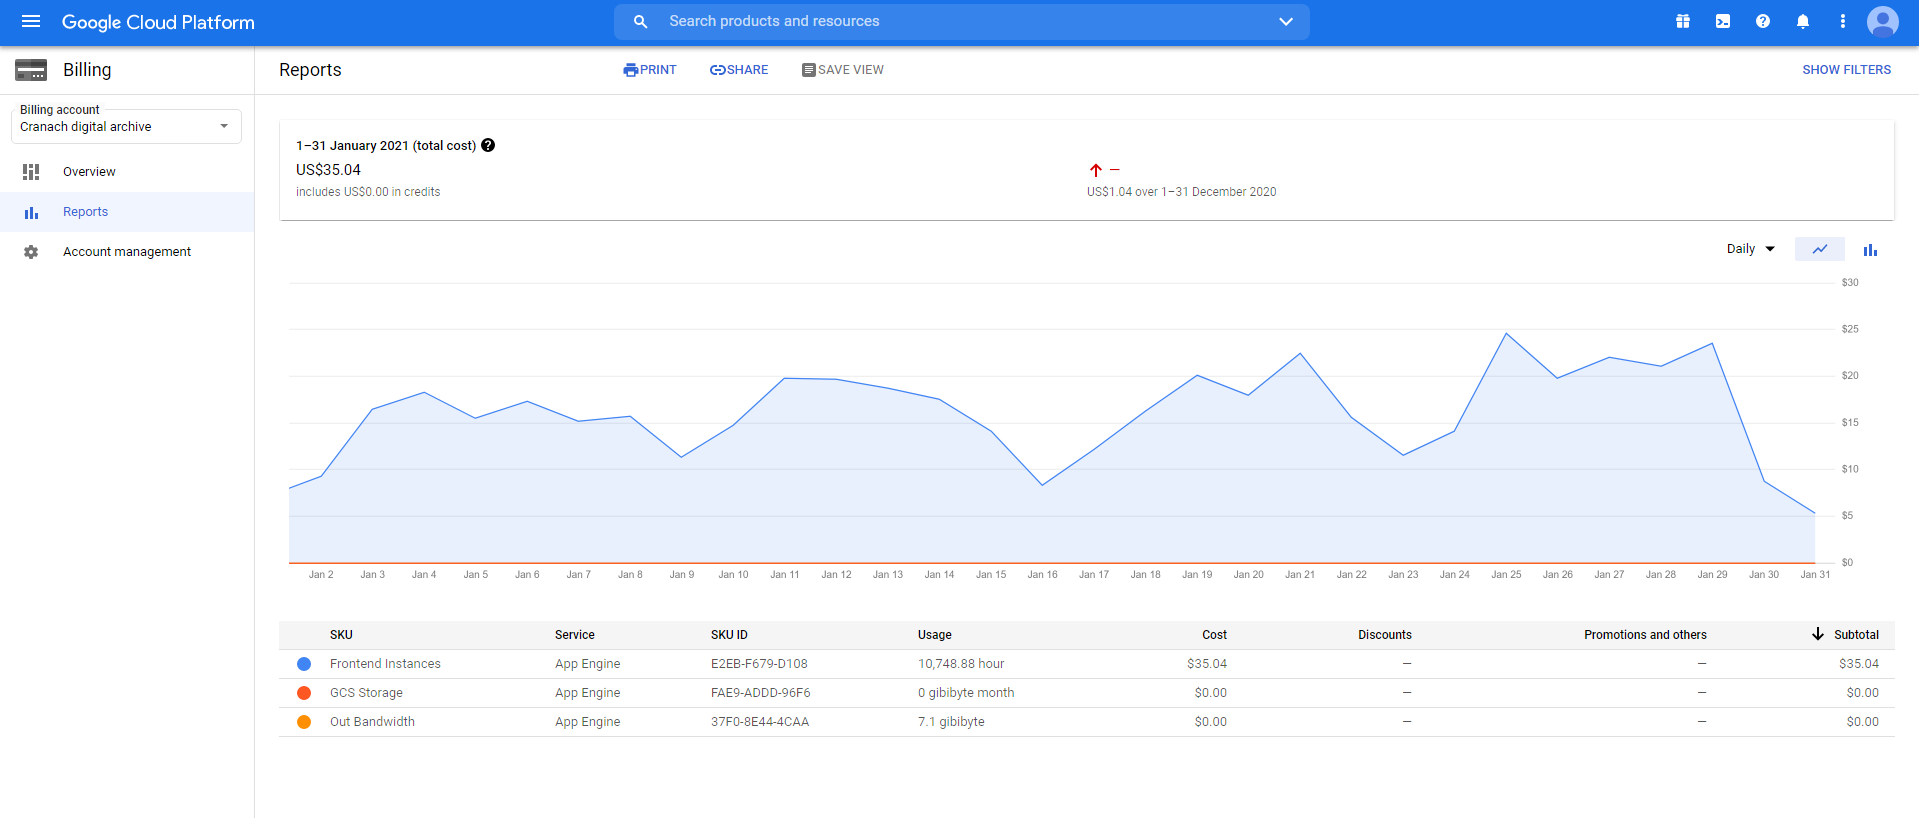 Google Cloud Platform
Search products and resources
Billing
Reports
PRINT
SHARE
SAVE VIEW
SHOW FILTERS
Billing account
Cranach digital archive
Overview
Reports
Account management
1–31 January 2021 (total cost)
US$35.04
includes US$0.00 in credits
–
US$1.04 over 1–31 December 2020
Daily
$30
$25
$20
$15
$10
$5
$0
Jan 2 Jan 3 Jan 4 Jan 5 Jan 6 Jan 7 Jan 8 Jan 9 Jan 10 Jan 11 Jan 12 Jan 13 Jan 14 Jan 15 Jan 16 Jan 17 Jan 18 Jan 19 Jan 20 Jan 21 Jan 22 Jan 23 Jan 24 Jan 25 Jan 26 Jan 27 Jan 28 Jan 29 Jan 30 Jan 31
SKU Service SKU ID Usage Cost Discounts Promotions and others Subtotal
Frontend Instances App Engine E2EB-F679-D108 10,748.88 hour $35.04 — — $35.04
GCS Storage App Engine FAE9-ADDD-96F6 0 gibibyte month $0.00 — — $0.00
Out Bandwidth App Engine 37F0-8E44-4CAA 7.1 gibibyte $0.00 — — $0.00